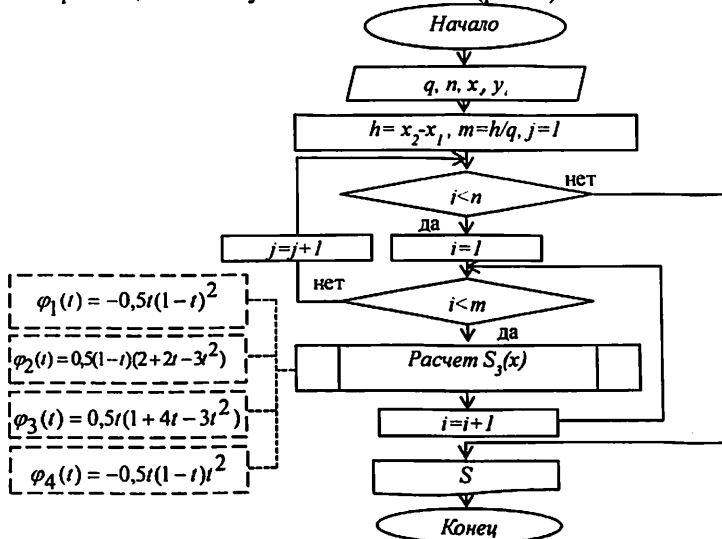 Начало
q, n, x, y,
h= x₂-x₁, m=h/q, j=1
j<n
нет
да
j=j+1
i=1
нет
i<m
да
φ₁(t) = −0,5t(1−t)²
φ₂(t) = 0,5(1−t)(2+2t−3t²)
Расчет S₃(x)
φ₃(t) = 0,5t(1+4t−3t²)
i=i+1
φ₄(t) = −0,5t(1−t)t²
S
Конец